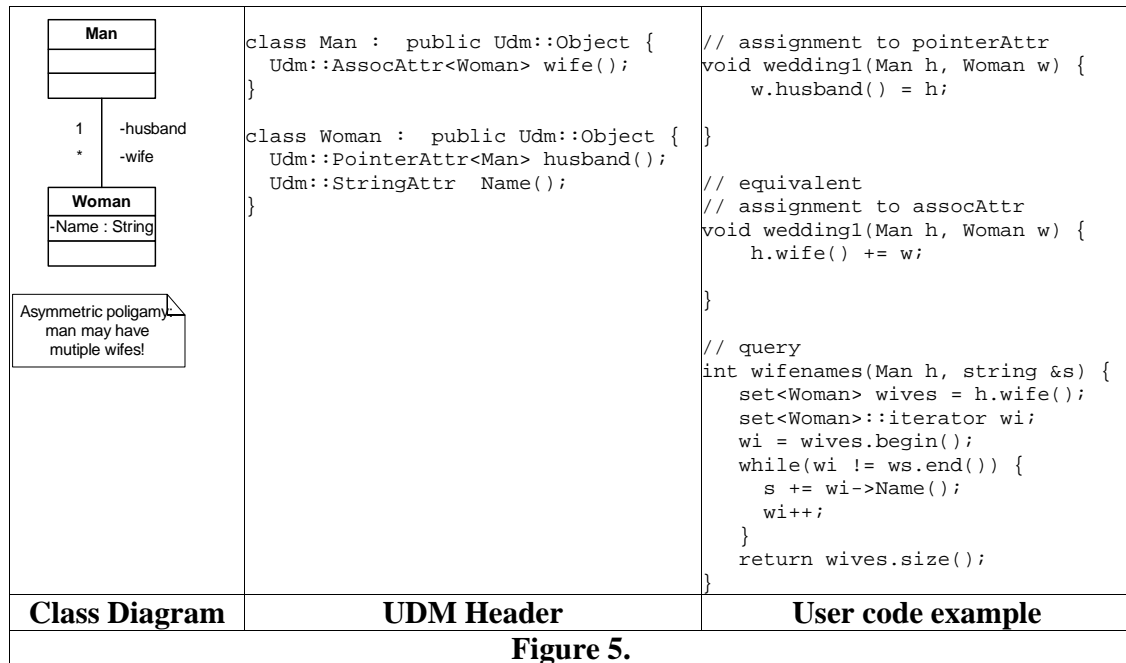 Man
1 -husband
* -wife
Woman
-Name : String
Asymmetric poligamy:
man may have
mutiple wifes!
class Man :  public Udm::Object {
  Udm::AssocAttr<Woman> wife();
}
class Woman :  public Udm::Object {
  Udm::PointerAttr<Man> husband();
  Udm::StringAttr  Name();
}
// assignment to pointerAttr
void wedding1(Man h, Woman w) {
    w.husband() = h;
}
// equivalent
// assignment to assocAttr
void wedding1(Man h, Woman w) {
    h.wife() += w;
}
// query
int wifenames(Man h, string &s) {
   set<Woman> wives = h.wife();
   set<Woman>::iterator wi;
   wi = wives.begin();
   while(wi != ws.end()) {
     s += wi->Name();
     wi++;
   }
   return wives.size();
}
Class Diagram
UDM Header
User code example
Figure 5.